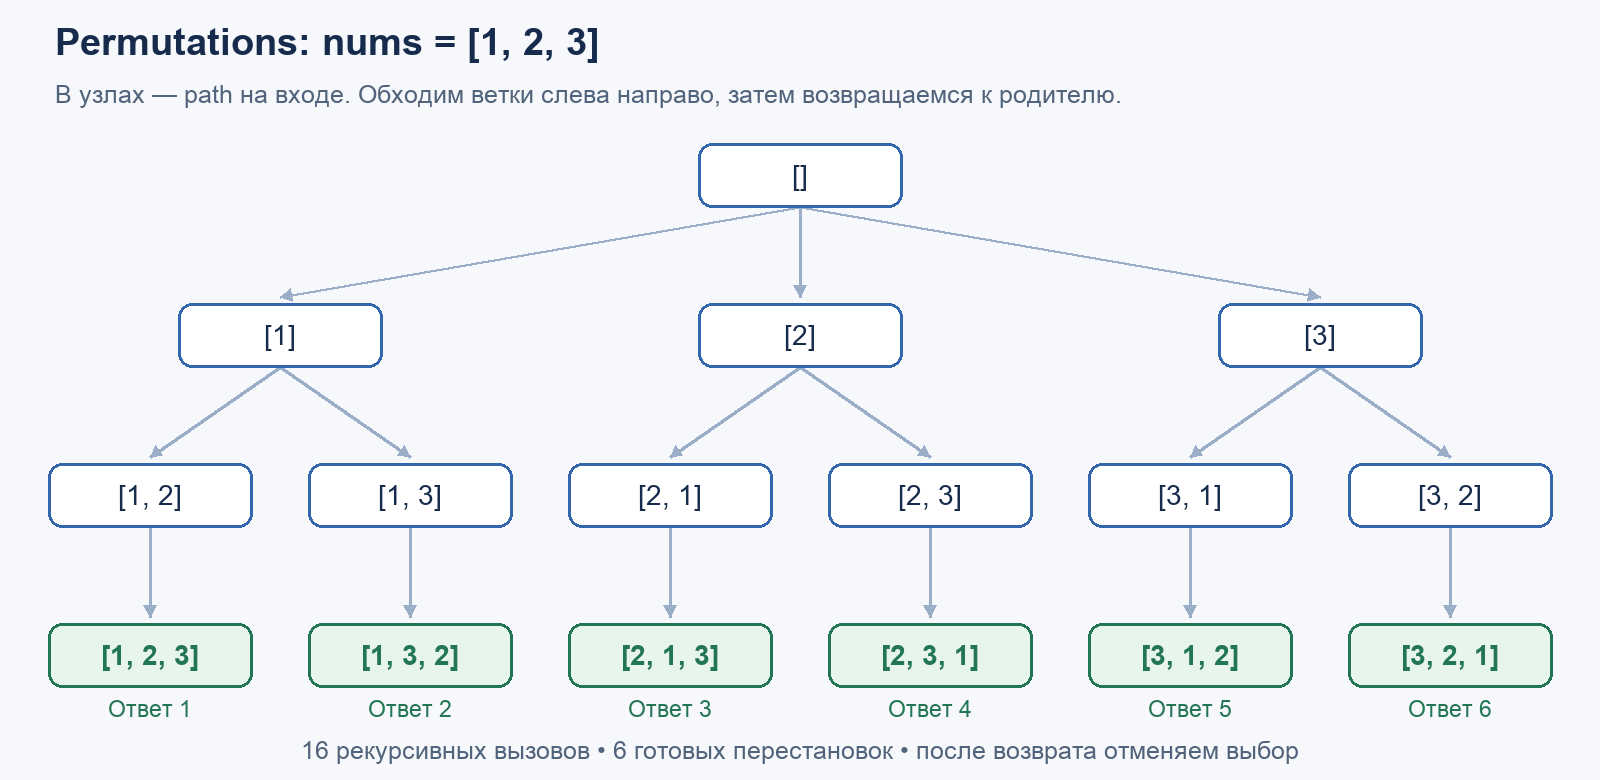 Permutations: nums = [1, 2, 3]
В узлах — path на входе. Обходим ветки слева направо, затем возвращаемся к родителю.
[]
[1] [2] [3]
[1, 2] [1, 3] [2, 1] [2, 3] [3, 1] [3, 2]
[1, 2, 3] [1, 3, 2] [2, 1, 3] [2, 3, 1] [3, 1, 2] [3, 2, 1]
Ответ 1 Ответ 2 Ответ 3 Ответ 4 Ответ 5 Ответ 6
16 рекурсивных вызовов • 6 готовых перестановок • после возврата отменяем выбор